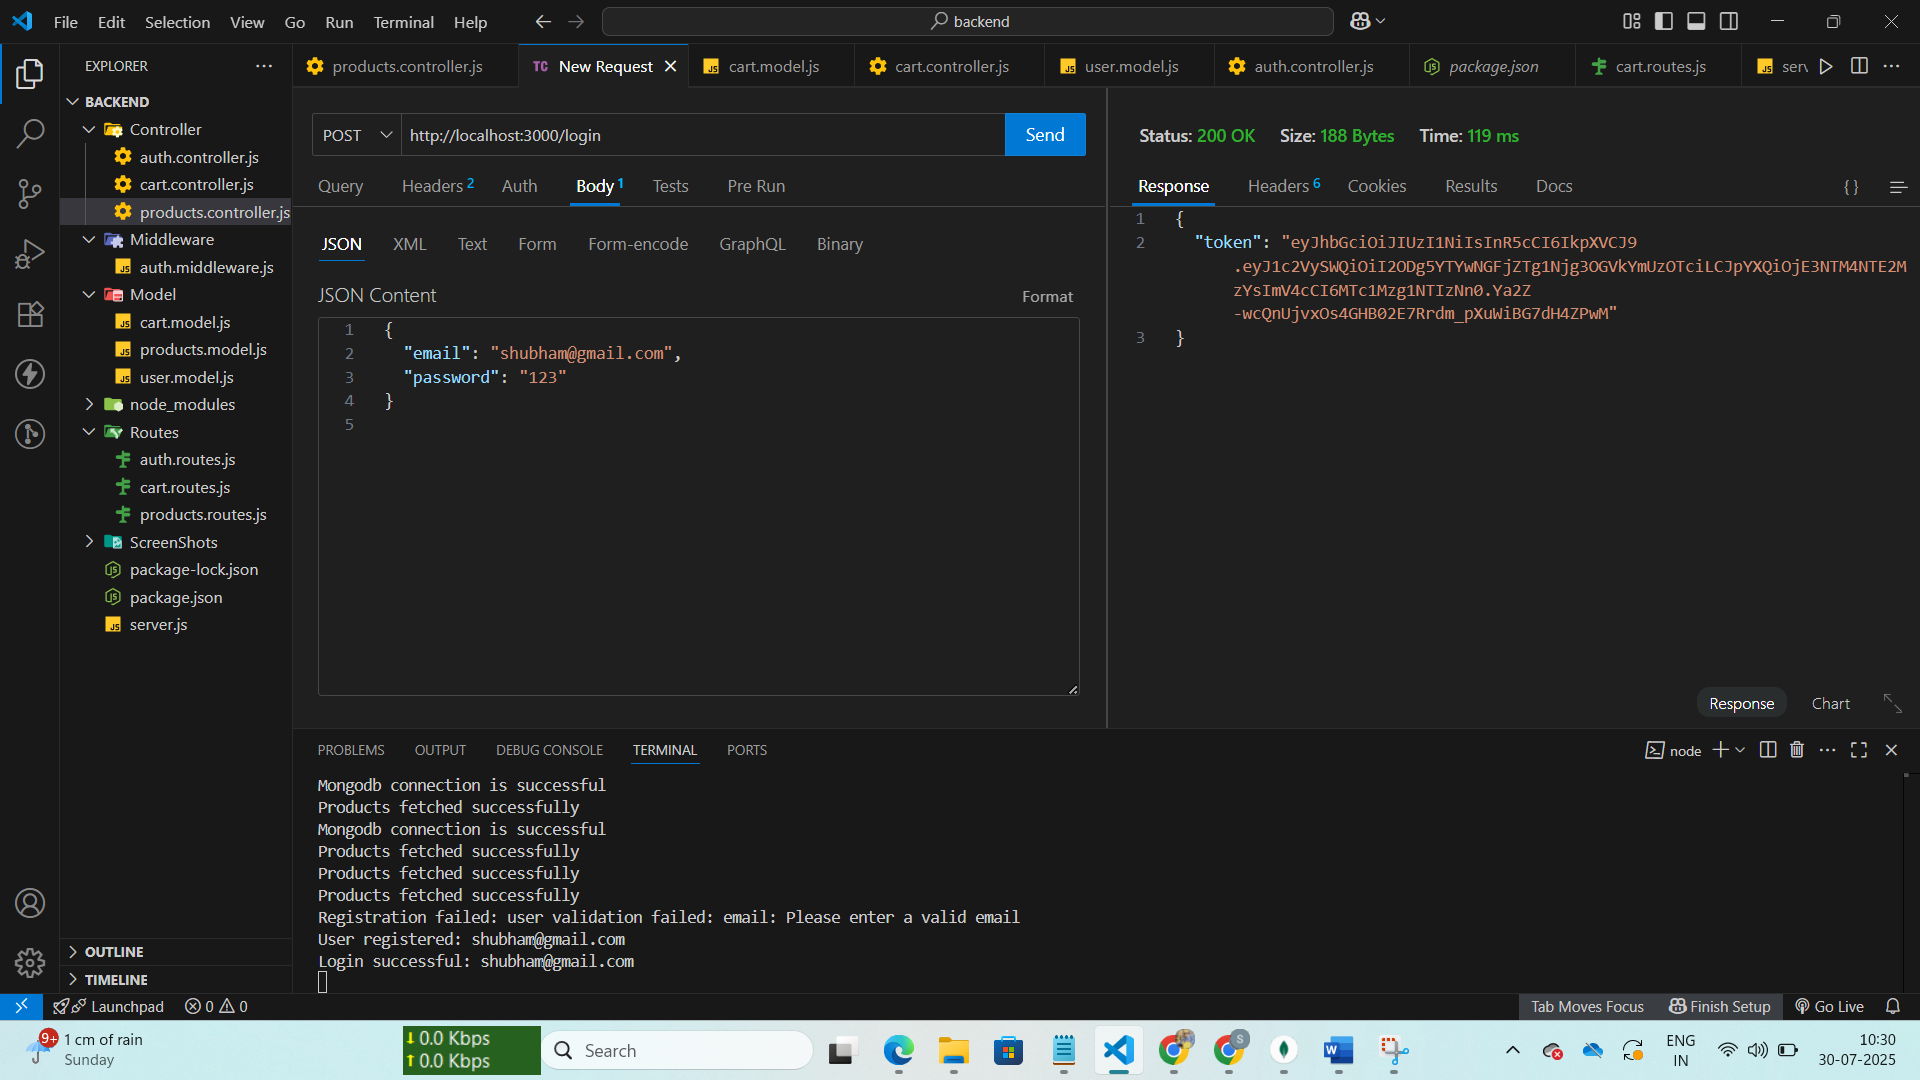 File Edit Selection View Go Run Terminal Help
backend
EXPLORER
products.controller.js
TC New Request
cart.model.js
cart.controller.js
user.model.js
auth.controller.js
package.json
cart.routes.js
serv
BACKEND
Controller
auth.controller.js
cart.controller.js
products.controller.js
Middleware
auth.middleware.js
Model
cart.model.js
products.model.js
user.model.js
node_modules
Routes
auth.routes.js
cart.routes.js
products.routes.js
ScreenShots
package-lock.json
package.json
server.js
OUTLINE
TIMELINE
POST
http://localhost:3000/login
Send
Query Headers 2 Auth Body 1 Tests Pre Run
JSON XML Text Form Form-encode GraphQL Binary
JSON Content
Format
1 {
2 "email": "shubham@gmail.com",
3 "password": "123"
4 }
5
Status: 200 OK Size: 188 Bytes Time: 119 ms
Response Headers 6 Cookies Results Docs
{ }
1 {
2 "token": "eyJhbGciOiJIUzI1NiIsInR5cCI6IkpXVCJ9
.eyJ1c2VySWQiOiI2ODg5YTYwNGFjZTg1Njg3OGVkYmUzOTciLCJpYXQiOjE3NTM4NTE2M
zYsImV4cCI6MTc1Mzg1NTIzNn0.Ya2Z
-wcQnUjvxOs4GHB02E7Rrdm_pXuWiBG7dH4ZPwM"
3 }
Response Chart
PROBLEMS OUTPUT DEBUG CONSOLE TERMINAL PORTS
node
Mongodb connection is successful
Products fetched successfully
Mongodb connection is successful
Products fetched successfully
Products fetched successfully
Products fetched successfully
Registration failed: user validation failed: email: Please enter a valid email
User registered: shubham@gmail.com
Login successful: shubham@gmail.com
Launchpad 0 0
Tab Moves Focus Finish Setup Go Live
9+
1 cm of rain
Sunday
0.0 Kbps
0.0 Kbps
Search
S
W
ENG
IN
10:30
30-07-2025